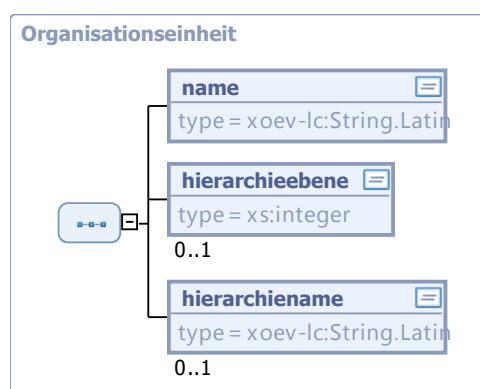 Organisationseinheit
name
type = xoev-lc:String.Latin
hierarchieebene
type = xs:integer
0..1
hierarchiename
type = xoev-lc:String.Latin
0..1